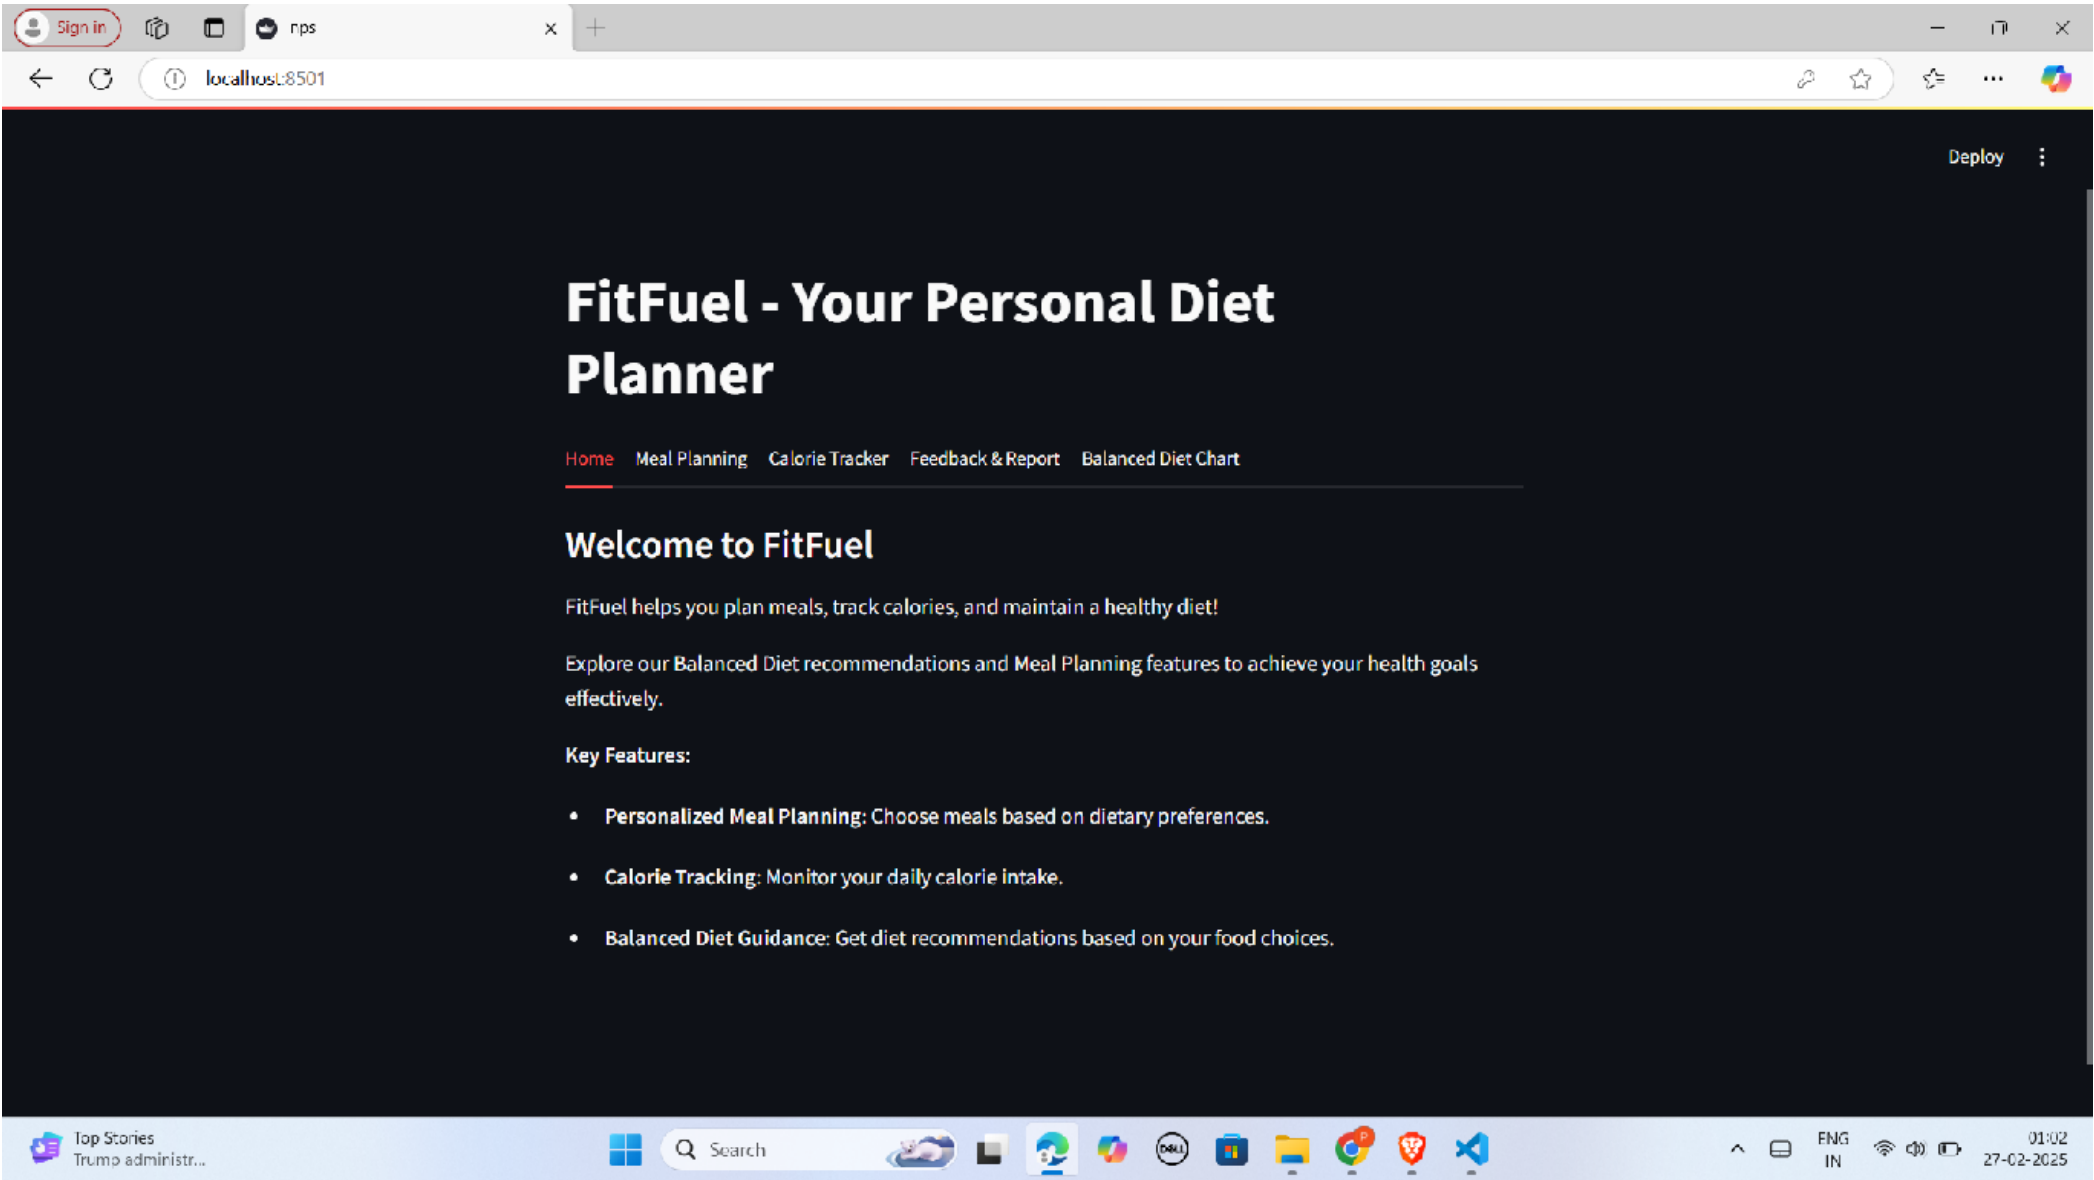 Sign in
nps
localhost:8501
Deploy
FitFuel - Your Personal Diet
Planner
Home Meal Planning Calorie Tracker Feedback & Report Balanced Diet Chart
Welcome to FitFuel
FitFuel helps you plan meals, track calories, and maintain a healthy diet!
Explore our Balanced Diet recommendations and Meal Planning features to achieve your health goals
effectively.
Key Features:
• Personalized Meal Planning: Choose meals based on dietary preferences.
• Calorie Tracking: Monitor your daily calorie intake.
• Balanced Diet Guidance: Get diet recommendations based on your food choices.
Top Stories
Trump administr...
Search
DELL
P
ENG
IN
01:02
27-02-2025